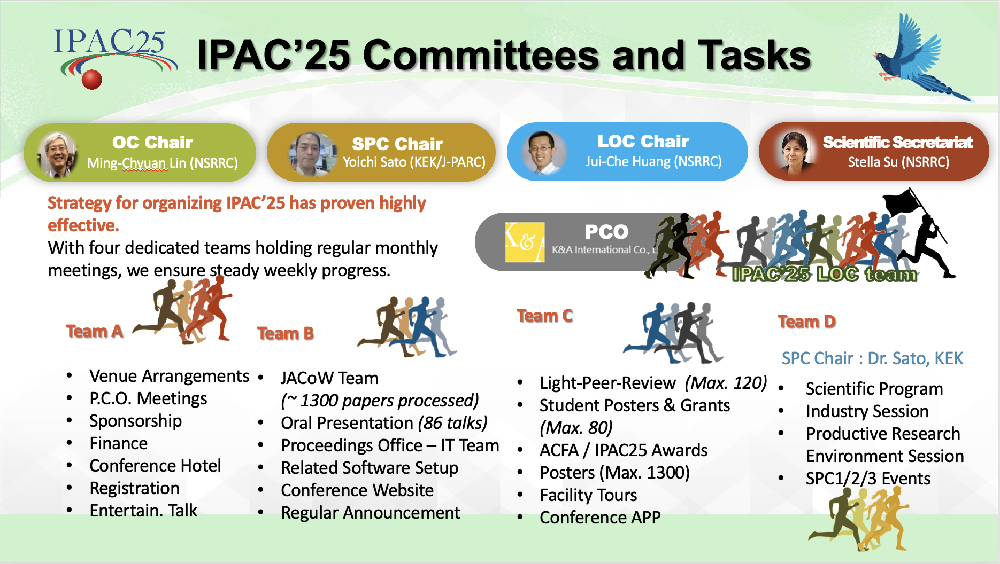 IPAC25
IPAC’25 Committees and Tasks
OC Chair
Ming-Chyuan Lin (NSRRC)
SPC Chair
Yoichi Sato (KEK/J-PARC)
LOC Chair
Jui-Che Huang (NSRRC)
Scientific Secretariat
Stella Su (NSRRC)
Strategy for organizing IPAC’25 has proven highly
effective.
With four dedicated teams holding regular monthly
meetings, we ensure steady weekly progress.
K&A
PCO
K&A International Co.,
IPAC’25 LOC team
Team A
• Venue Arrangements
• P.C.O. Meetings
• Sponsorship
• Finance
• Conference Hotel
• Registration
• Entertain. Talk
Team B
• JACoW Team
(~ 1300 papers processed)
• Oral Presentation (86 talks)
• Proceedings Office – IT Team
• Related Software Setup
• Conference Website
• Regular Announcement
Team C
• Light-Peer-Review (Max. 120)
• Student Posters & Grants
(Max. 80)
• ACFA / IPAC25 Awards
• Posters (Max. 1300)
• Facility Tours
• Conference APP
Team D
SPC Chair : Dr. Sato, KEK
• Scientific Program
• Industry Session
• Productive Research
Environment Session
• SPC1/2/3 Events